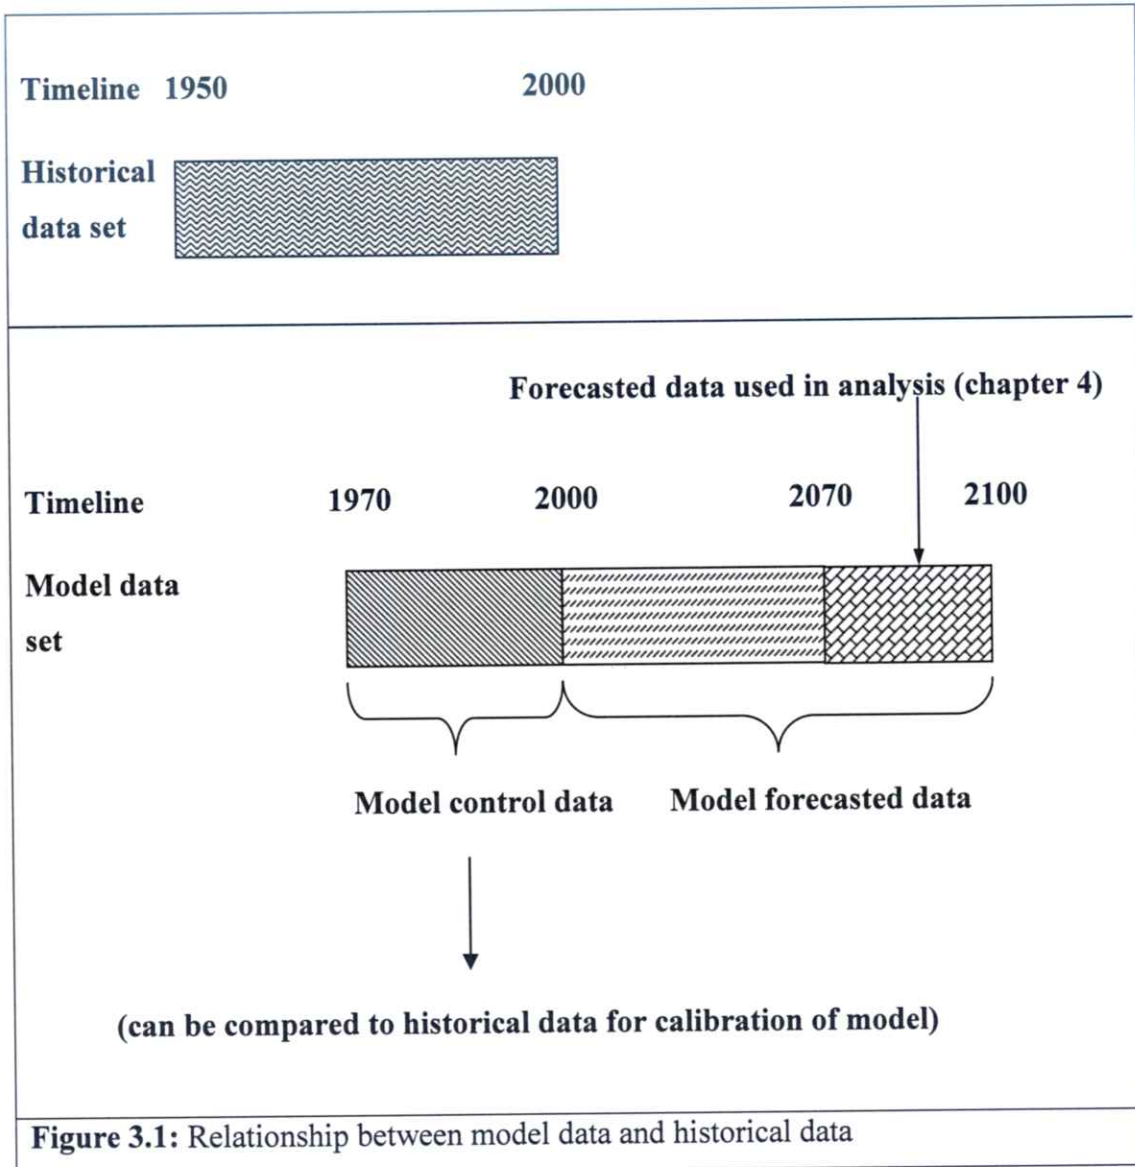 Timeline 1950 2000
Historical
data set
Forecasted data used in analysis (chapter 4)
Timeline 1970 2000 2070 2100
Model data
set
Model control data Model forecasted data
(can be compared to historical data for calibration of model)
Figure 3.1: Relationship between model data and historical data